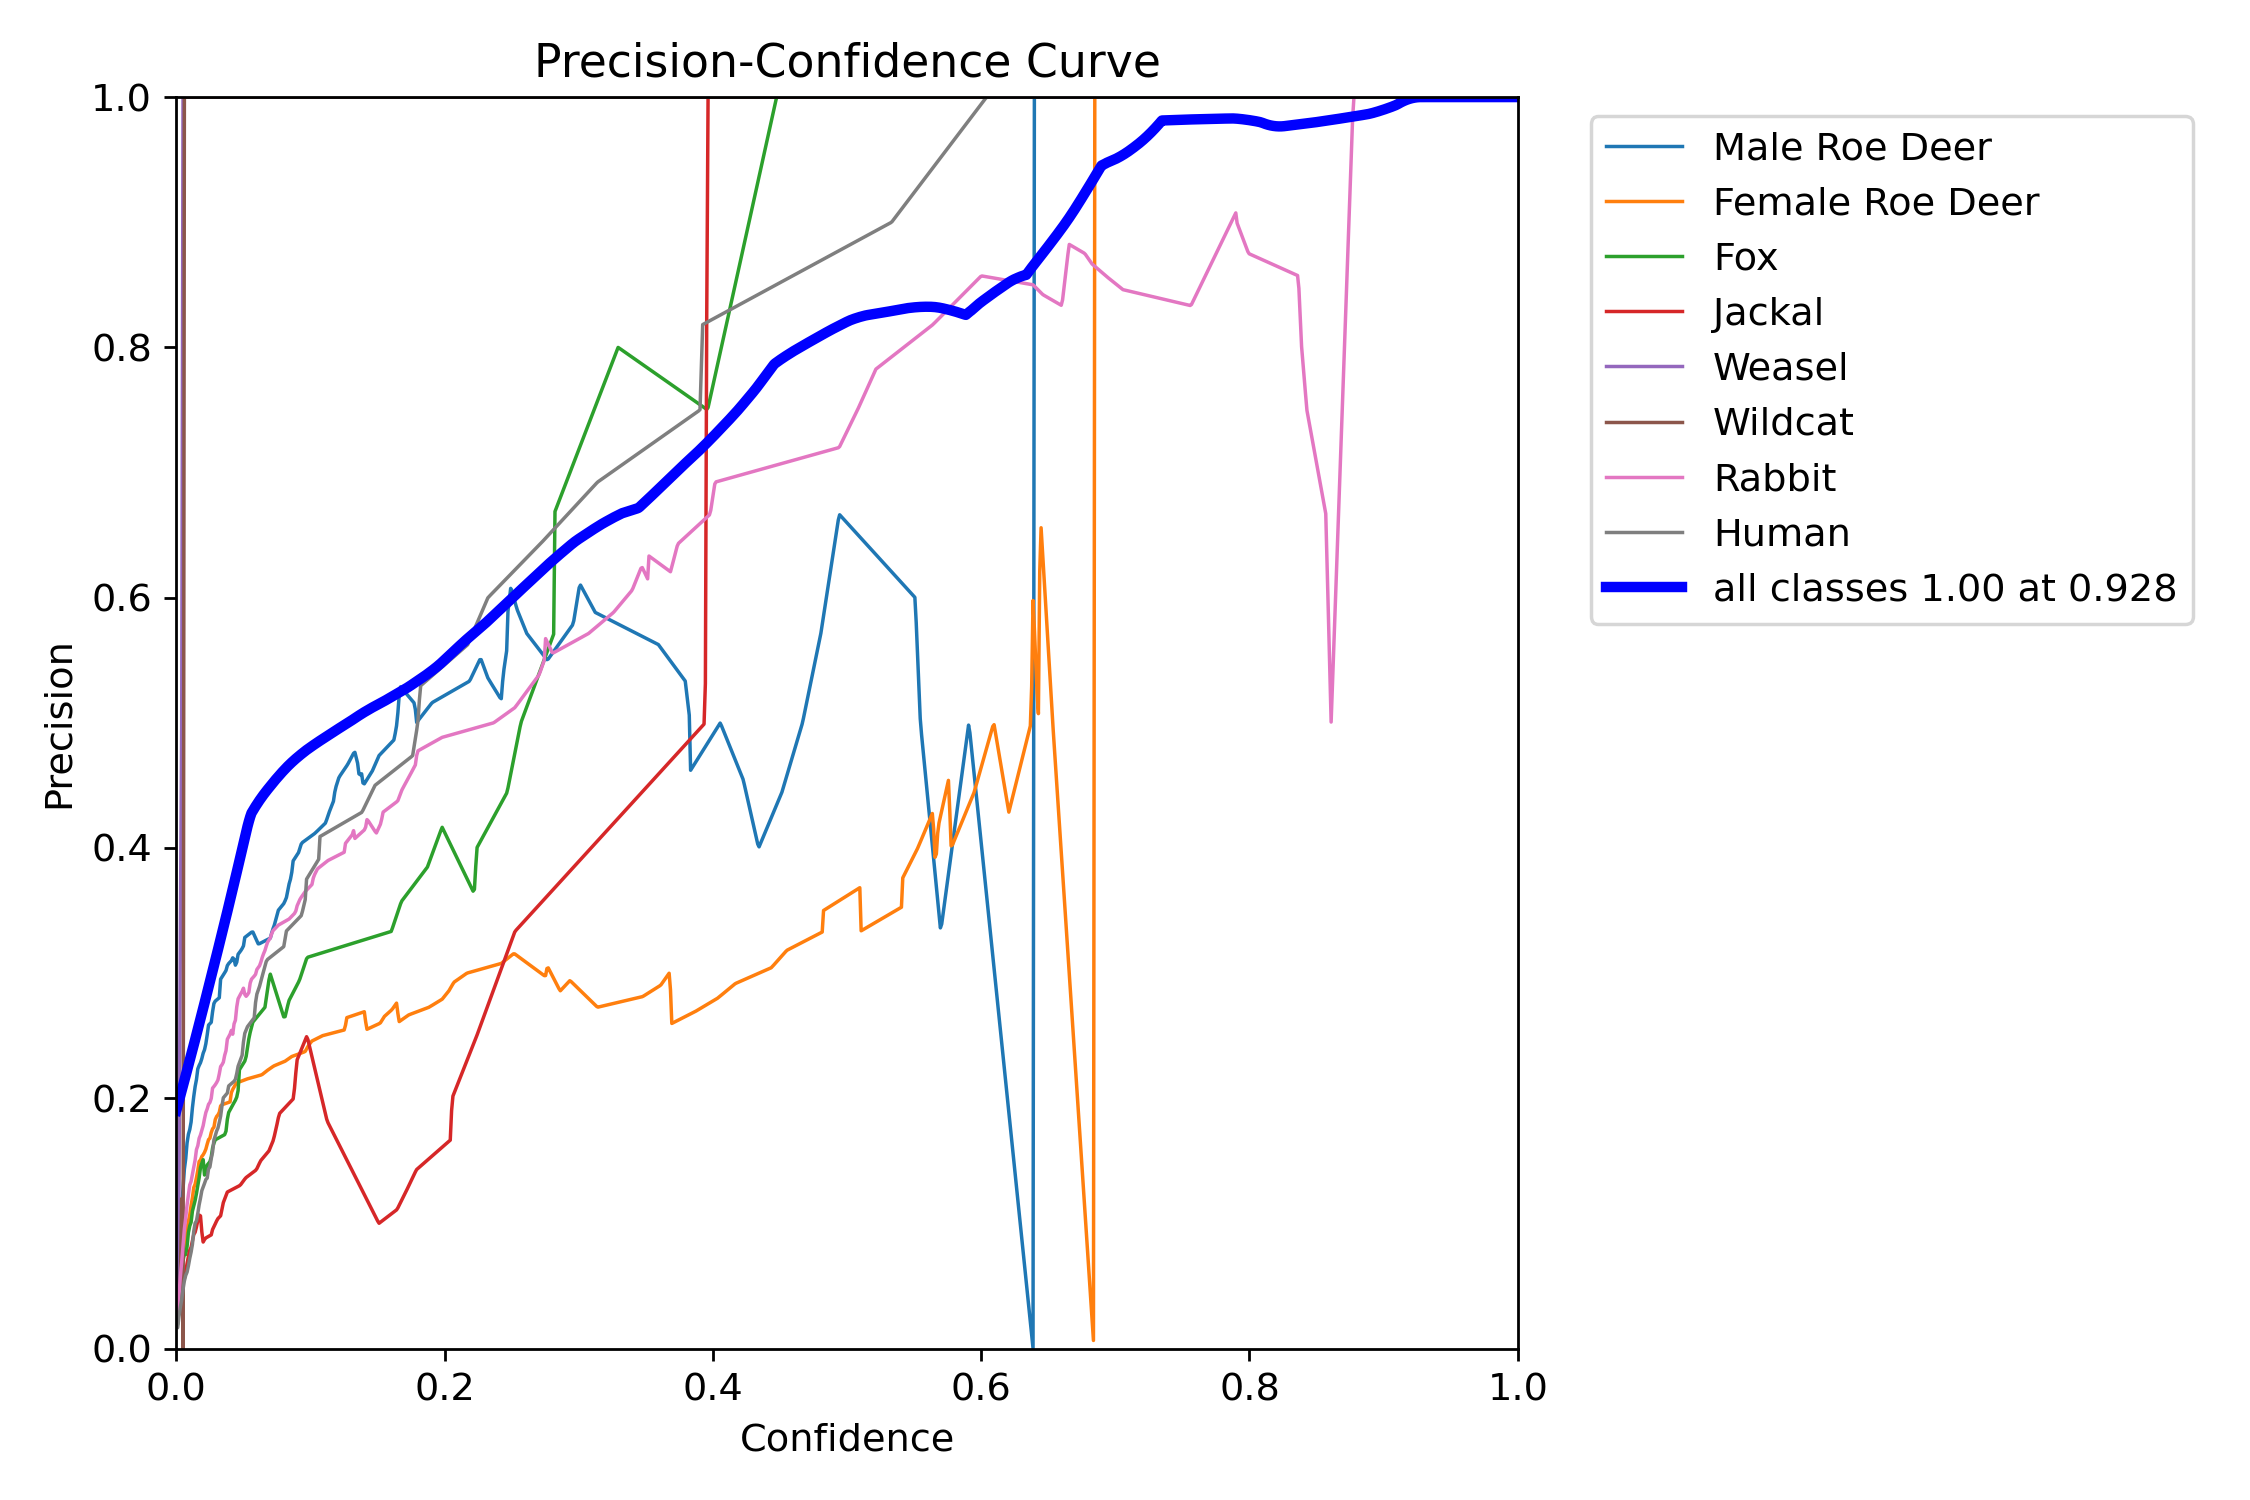 Precision-Confidence Curve
1.0
0.8
0.6
0.4
0.2
0.0
Precision
0.0 0.2 0.4 0.6 0.8 1.0
Confidence
Male Roe Deer
Female Roe Deer
Fox
Jackal
Weasel
Wildcat
Rabbit
Human
all classes 1.00 at 0.928